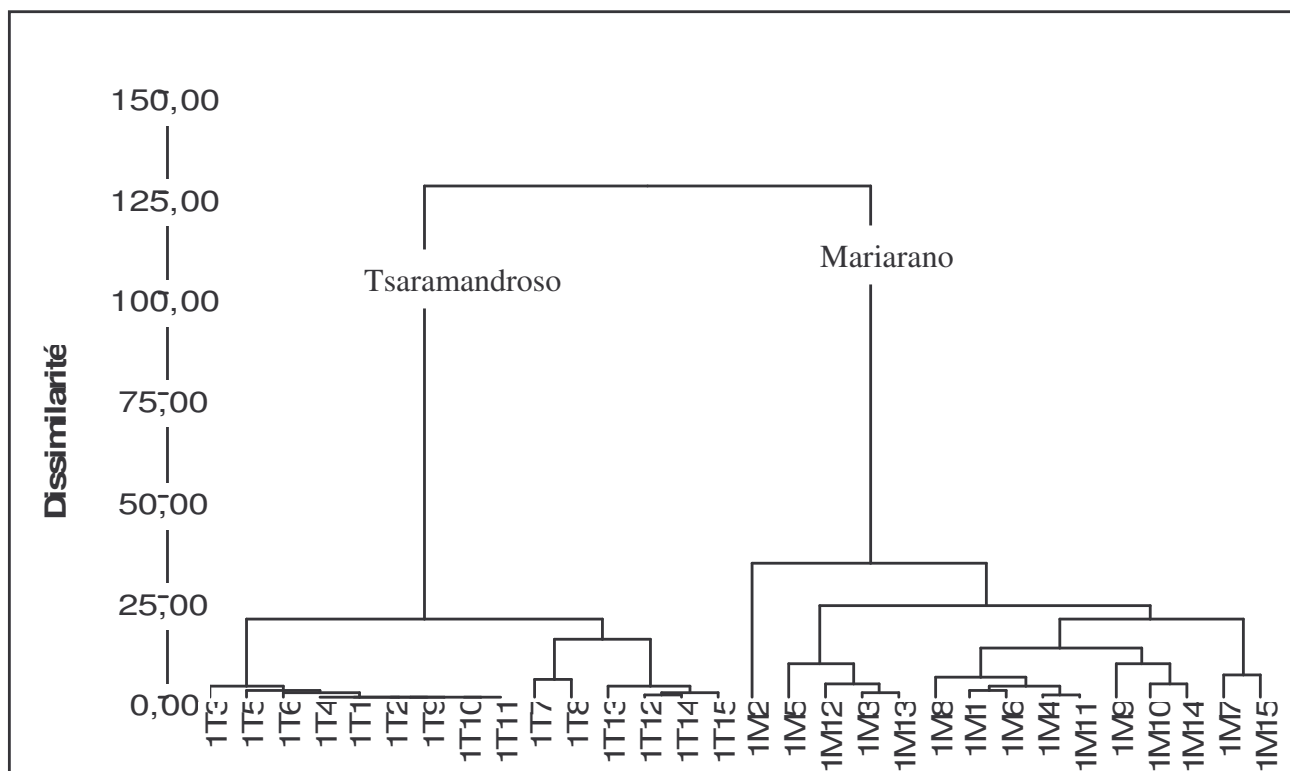 150,00
125,00
100,00
75,00
50,00
25,00
0,00
Dissimilarité
Tsaramandroso
Mariarano
1T3
1T5
1T6
1T4
1T1
1T2
1T9
1T10
1T11
1T7
1T8
1T13
1T12
1T14
1T15
1M2
1M5
1M12
1M3
1M13
1M8
1M1
1M6
1M4
1M11
1M9
1M10
1M14
1M7
1M15